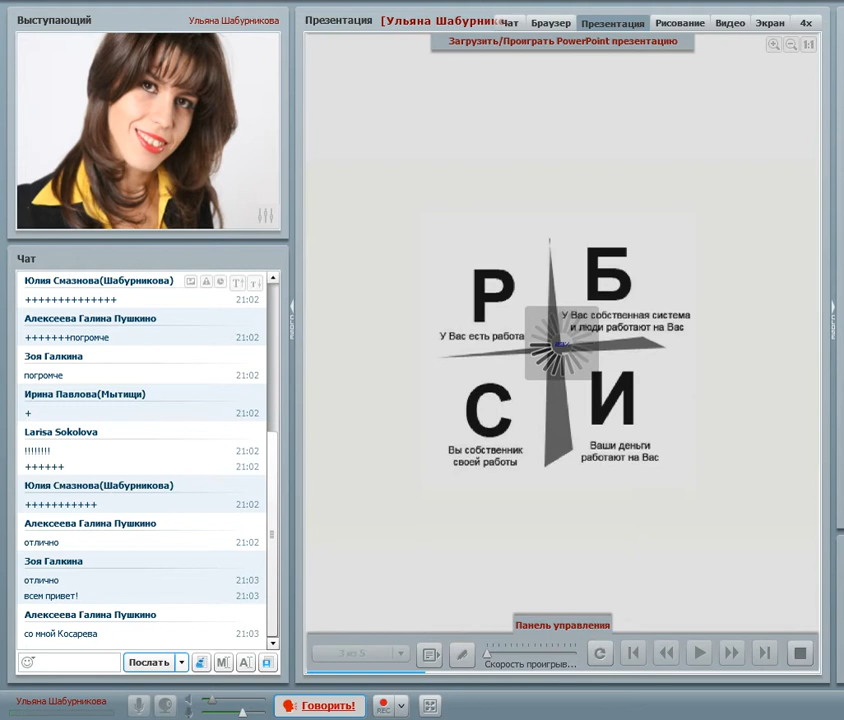 Выступающий
Ульяна Шабурникова
Чат
Юлия Смазнова(Шабурникова)
++++++++++++++
21:02
Алексеева Галина Пушкино
+++++++погромче
21:02
Зоя Галкина
погромче
21:02
Ирина Павлова(Мытищи)
+
21:02
Larisa Sokolova
!!!!!!!!
21:02
++++++
21:02
Юлия Смазнова(Шабурникова)
+++++++++++
21:02
Алексеева Галина Пушкино
отлично
21:02
Зоя Галкина
отлично
21:03
всем привет!
21:03
Алексеева Галина Пушкино
со мной Косарева
21:03
Послать
Презентация [Ульяна Шабурник
Чат Браузер Презентация Рисование Видео Экран 4x
Загрузить/Проиграть PowerPoint презентацию
1:1
Р
У Вас есть работа
Б
У Вас собственная система
и люди работают на Вас
С
Вы собственник
своей работы
И
Ваши деньги
работают на Вас
Панель управления
3 из 5
Скорость проигрыв...
Ульяна Шабурникова
Говорить!
REC